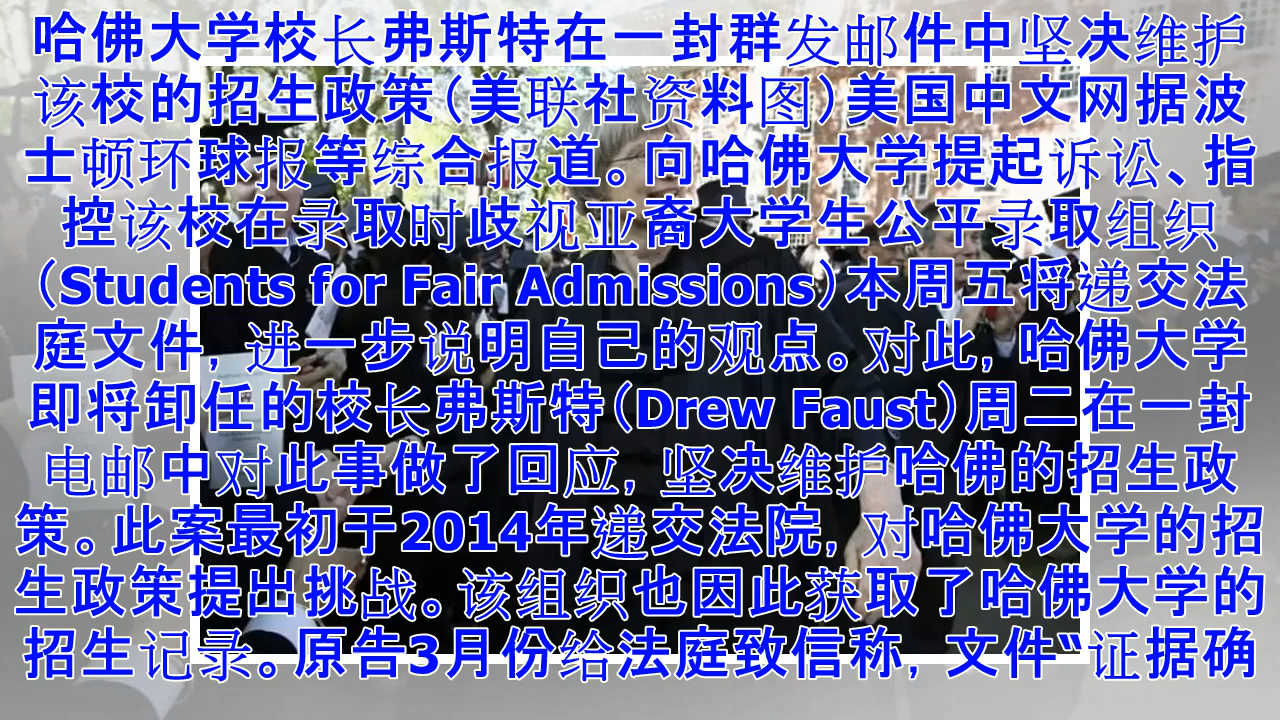 哈佛大学校长弗斯特在一封群发邮件中坚决维护
该校的招生政策(美联社资料图)美国中文网据波
士顿环球报等综合报道。向哈佛大学提起诉讼、指
控该校在录取时歧视亚裔大学生公平录取组织
(Students for Fair Admissions)本周五将递交法
庭文件, 进一步说明自己的观点。对此, 哈佛大学
即将卸任的校长弗斯特(Drew Faust)周二在一封
电邮中对此事做了回应, 坚决维护哈佛的招生政
策。此案最初于2014年递交法院, 对哈佛大学的招
生政策提出挑战。该组织也因此获取了哈佛大学的
招生记录。原告3月份给法庭致信称, 文件“证据确